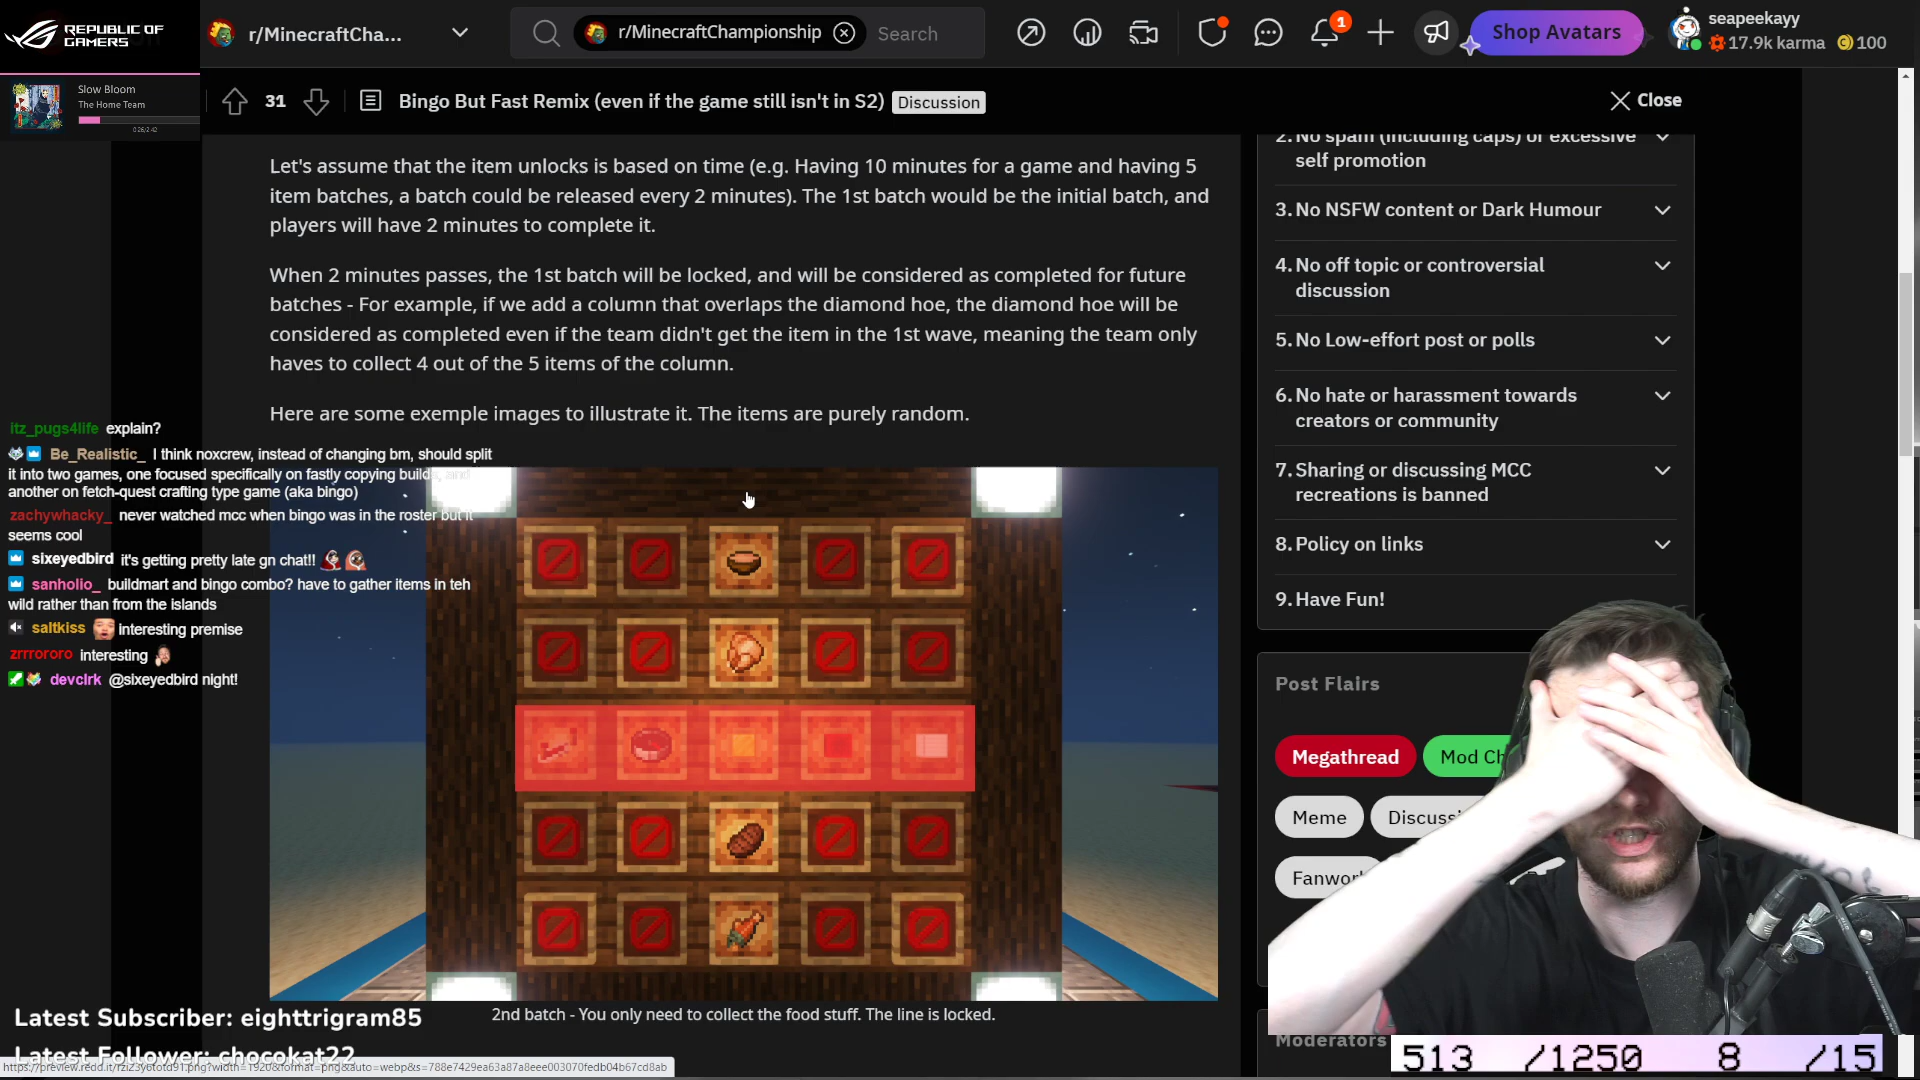 REPUBLIC OF
GAMERS
r/MinecraftCha...
r/MinecraftChampionship
Search
1
Shop Avatars
seapeekayy
17.9k karma
100
Slow Bloom
The Home Team
31
Bingo But Fast Remix (even if the game still isn't in S2)
Discussion
Close
Let's assume that the item unlocks is based on time (e.g. Having 10 minutes for a game and having 5
item batches, a batch could be released every 2 minutes). The 1st batch would be the initial batch, and
players will have 2 minutes to complete it.
When 2 minutes passes, the 1st batch will be locked, and will be considered as completed for future
batches - For example, if we add a column that overlaps the diamond hoe, the diamond hoe will be
considered as completed even if the team didn't get the item in the 1st wave, meaning the team only
haves to collect 4 out of the 5 items of the column.
Here are some exemple images to illustrate it. The items are purely random.
itz_pugs4life explain?
Be_Realistic_ I think noxcrew, instead of changing bm, should split
it into two games, one focused specifically on fastly copying builds, and
another on fetch-quest crafting type game (aka bingo)
zachywhacky_ never watched mcc when bingo was in the roster but it
seems cool
sixeyedbird it's getting pretty late gn chat!!
sanholio_ buildmart and bingo combo? have to gather items in teh
wild rather than from the islands
saltkiss interesting premise
zrrrororo interesting
devclrk @sixeyedbird night!
2nd batch - You only need to collect the food stuff. The line is locked.
2. No spam (including caps) or excessive
self promotion
3. No NSFW content or Dark Humour
4. No off topic or controversial
discussion
5. No Low-effort post or polls
6. No hate or harassment towards
creators or community
7. Sharing or discussing MCC
recreations is banned
8. Policy on links
9. Have Fun!
Post Flairs
Megathread
Mod Ch
Meme
Discussi
Fanwor
Moderators
Latest Subscriber: eighttrigram85
Latest Follower: chocokat22
513 /1250 8 /15